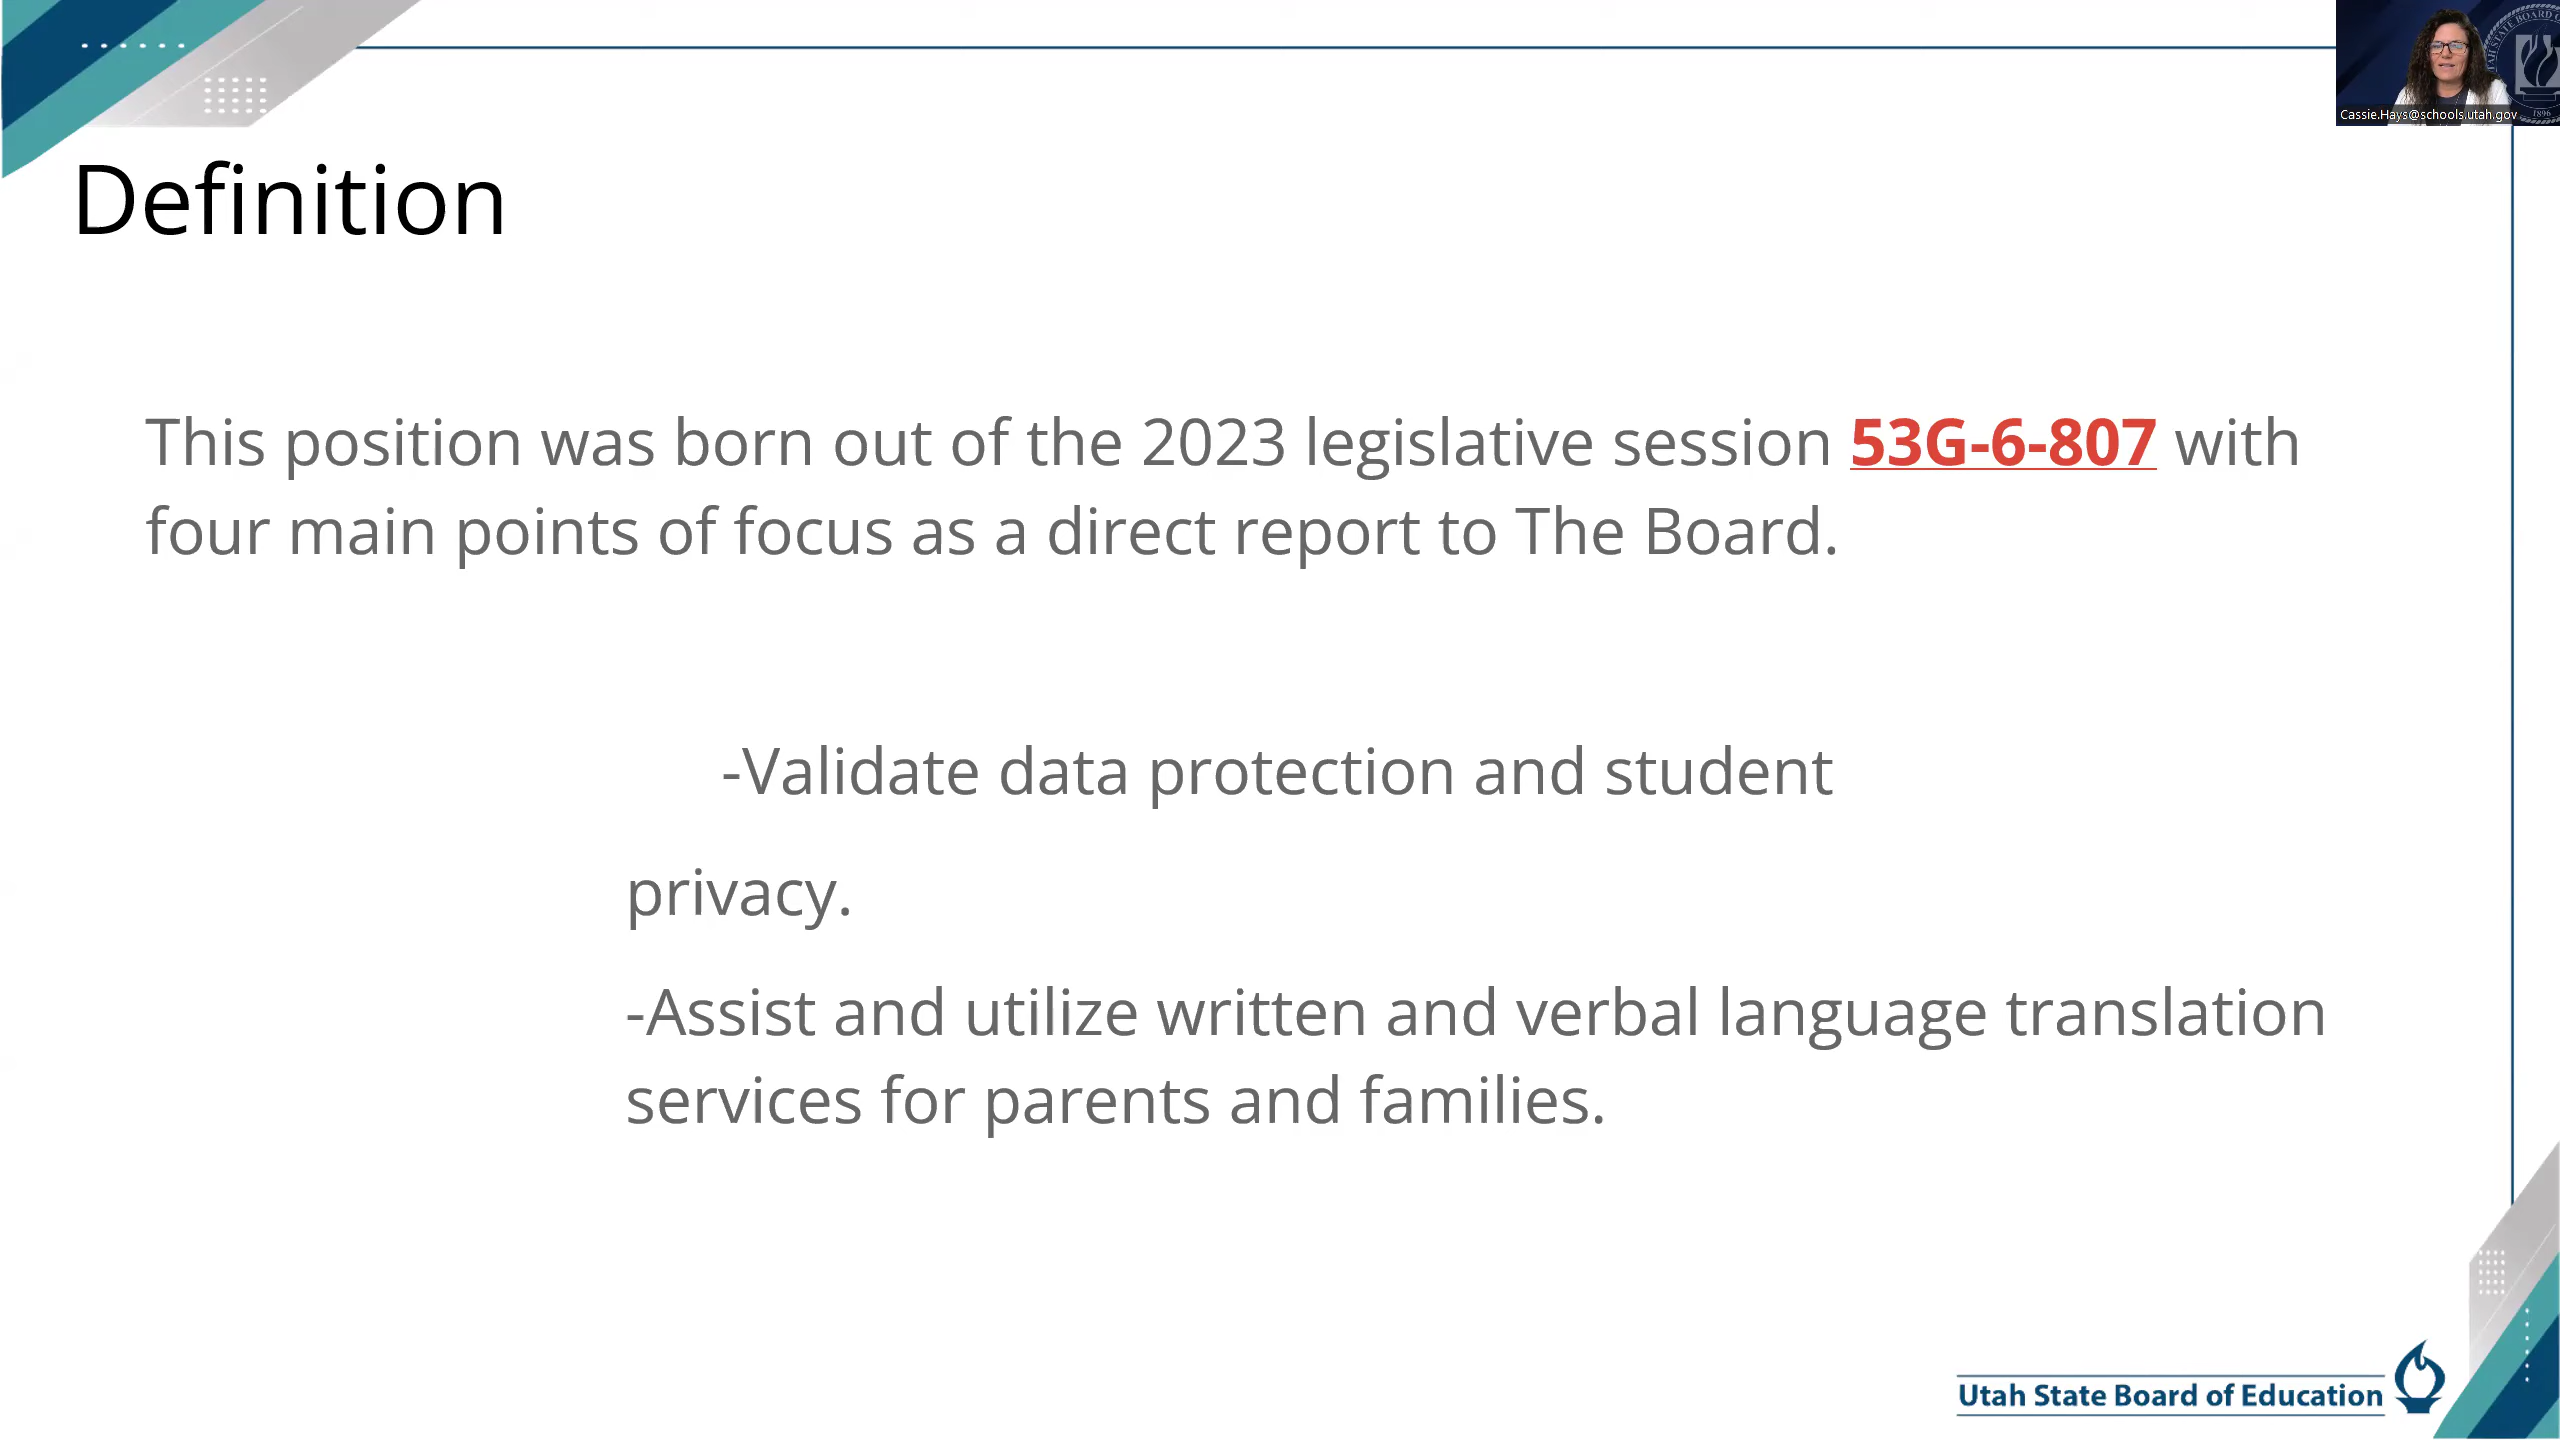 Cassie.Hays@schools.utah.gov
Definition
This position was born out of the 2023 legislative session 53G-6-807 with
four main points of focus as a direct report to The Board.
-Validate data protection and student
privacy.
-Assist and utilize written and verbal language translation
services for parents and families.
Utah State Board of Education
1896